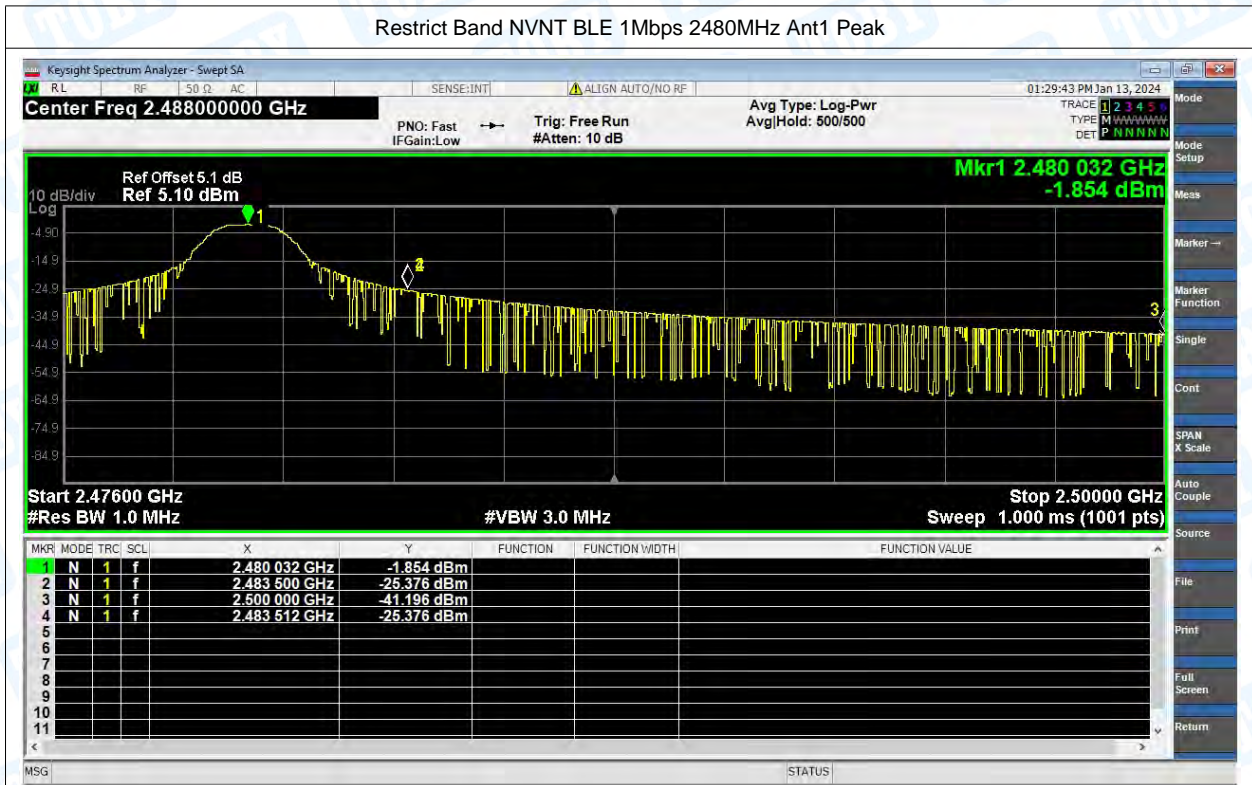 Restrict Band NVNT BLE 1Mbps 2480MHz Ant1 Peak
Keysight Spectrum Analyzer - Swept SA
LXI RL RF 50 Ω AC SENSE:INT ALIGN AUTO/NO RF 01:29:43 PM Jan 13, 2024
Center Freq 2.488000000 GHz
PNO: Fast
IFGain:Low
Trig: Free Run
#Atten: 10 dB
Avg Type: Log-Pwr
Avg|Hold: 500/500
TRACE 1 2 3 4 5 6
TYPE M WWWWW
DET P N N N N N
Mkr1 2.480 032 GHz
-1.854 dBm
Ref Offset 5.1 dB
10 dB/div Ref 5.10 dBm
Log
1
-4.90
-14.9
-24.9
-34.9
3
-44.9
-54.9
-64.9
-74.9
-84.9
Start 2.47600 GHz Stop 2.50000 GHz
#Res BW 1.0 MHz #VBW 3.0 MHz Sweep 1.000 ms (1001 pts)
MKR MODE TRC SCL X Y FUNCTION FUNCTION WIDTH FUNCTION VALUE
1 N 1 f 2.480 032 GHz -1.854 dBm
2 N 1 f 2.483 500 GHz -25.376 dBm
3 N 1 f 2.500 000 GHz -41.196 dBm
4 N 1 f 2.483 512 GHz -25.376 dBm
5
6
7
8
9
10
11
MSG STATUS
Mode
Mode
Setup
Meas
Marker→
Marker
Function
Single
Cont
SPAN
X Scale
Auto
Couple
Source
File
Print
Full
Screen
Return